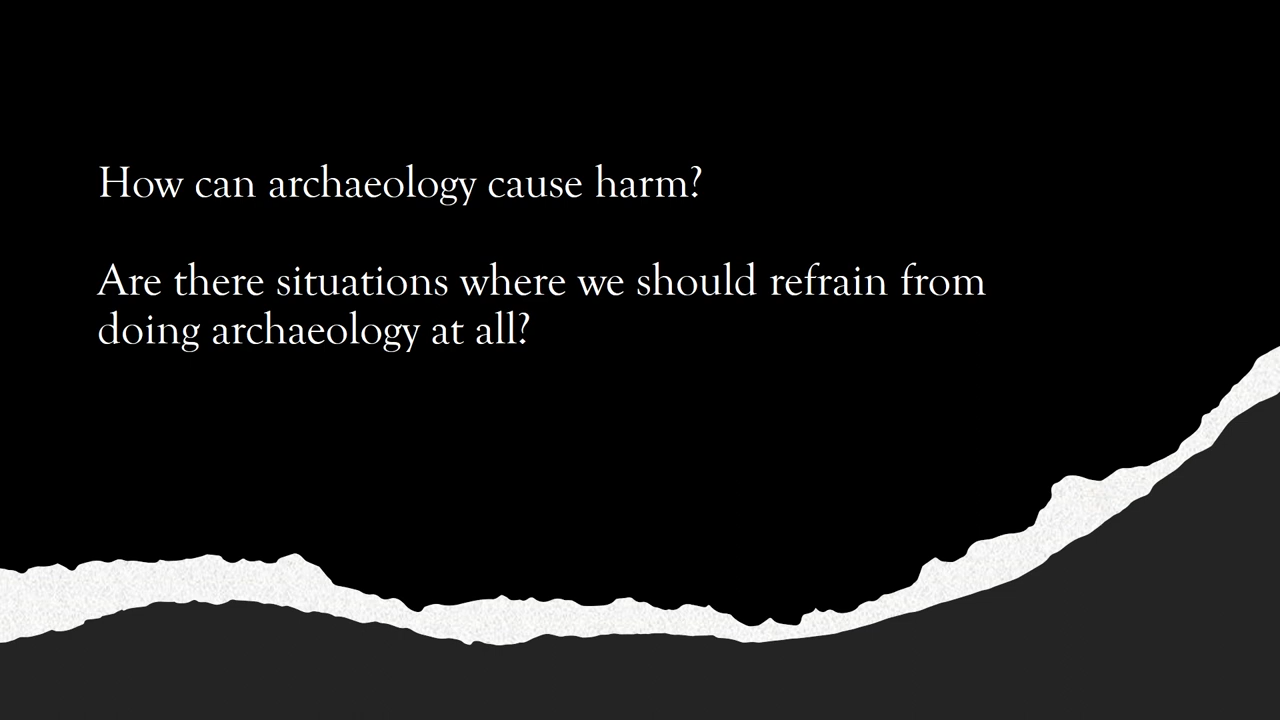 How can archaeology cause harm?
Are there situations where we should refrain from
doing archaeology at all?